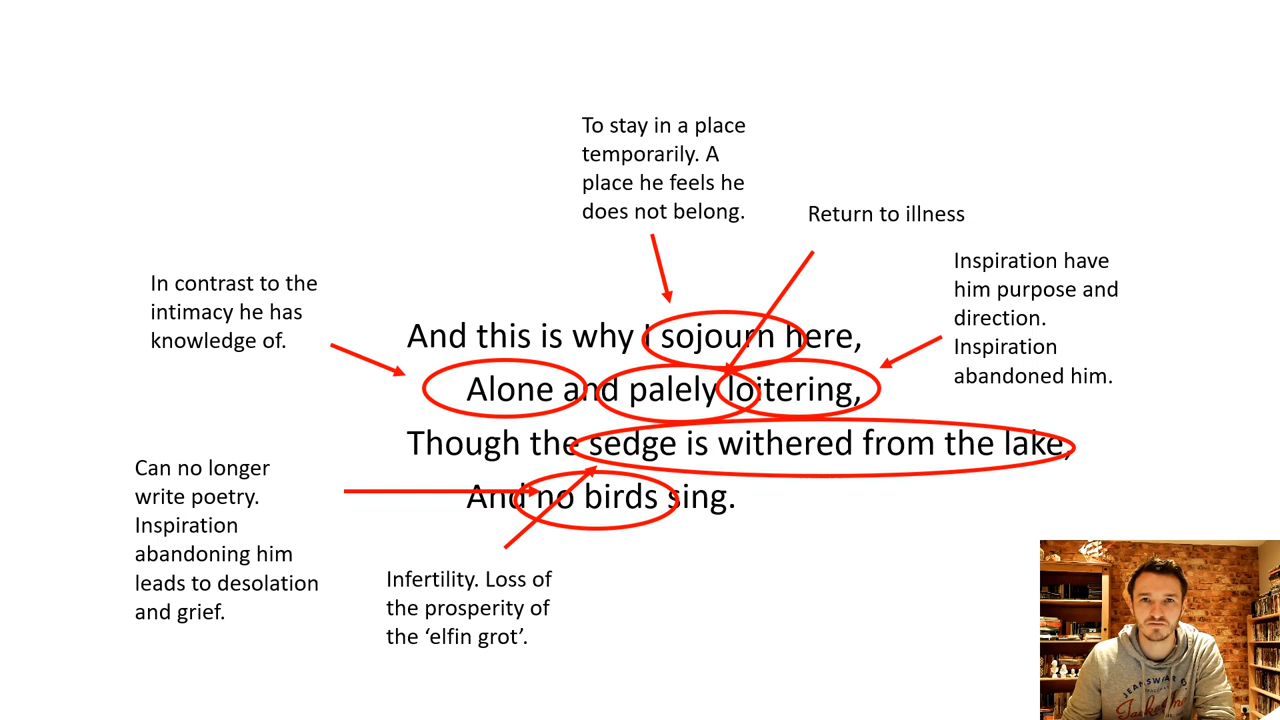 To stay in a place
temporarily. A
place he feels he
does not belong.
Return to illness
Inspiration have
him purpose and
direction.
Inspiration
abandoned him.
In contrast to the
intimacy he has
knowledge of.
And this is why I sojourn here,
Alone and palely loitering,
Though the sedge is withered from the lake,
And no birds sing.
Can no longer
write poetry.
Inspiration
abandoning him
leads to desolation
and grief.
Infertility. Loss of
the prosperity of
the ‘elfin grot’.